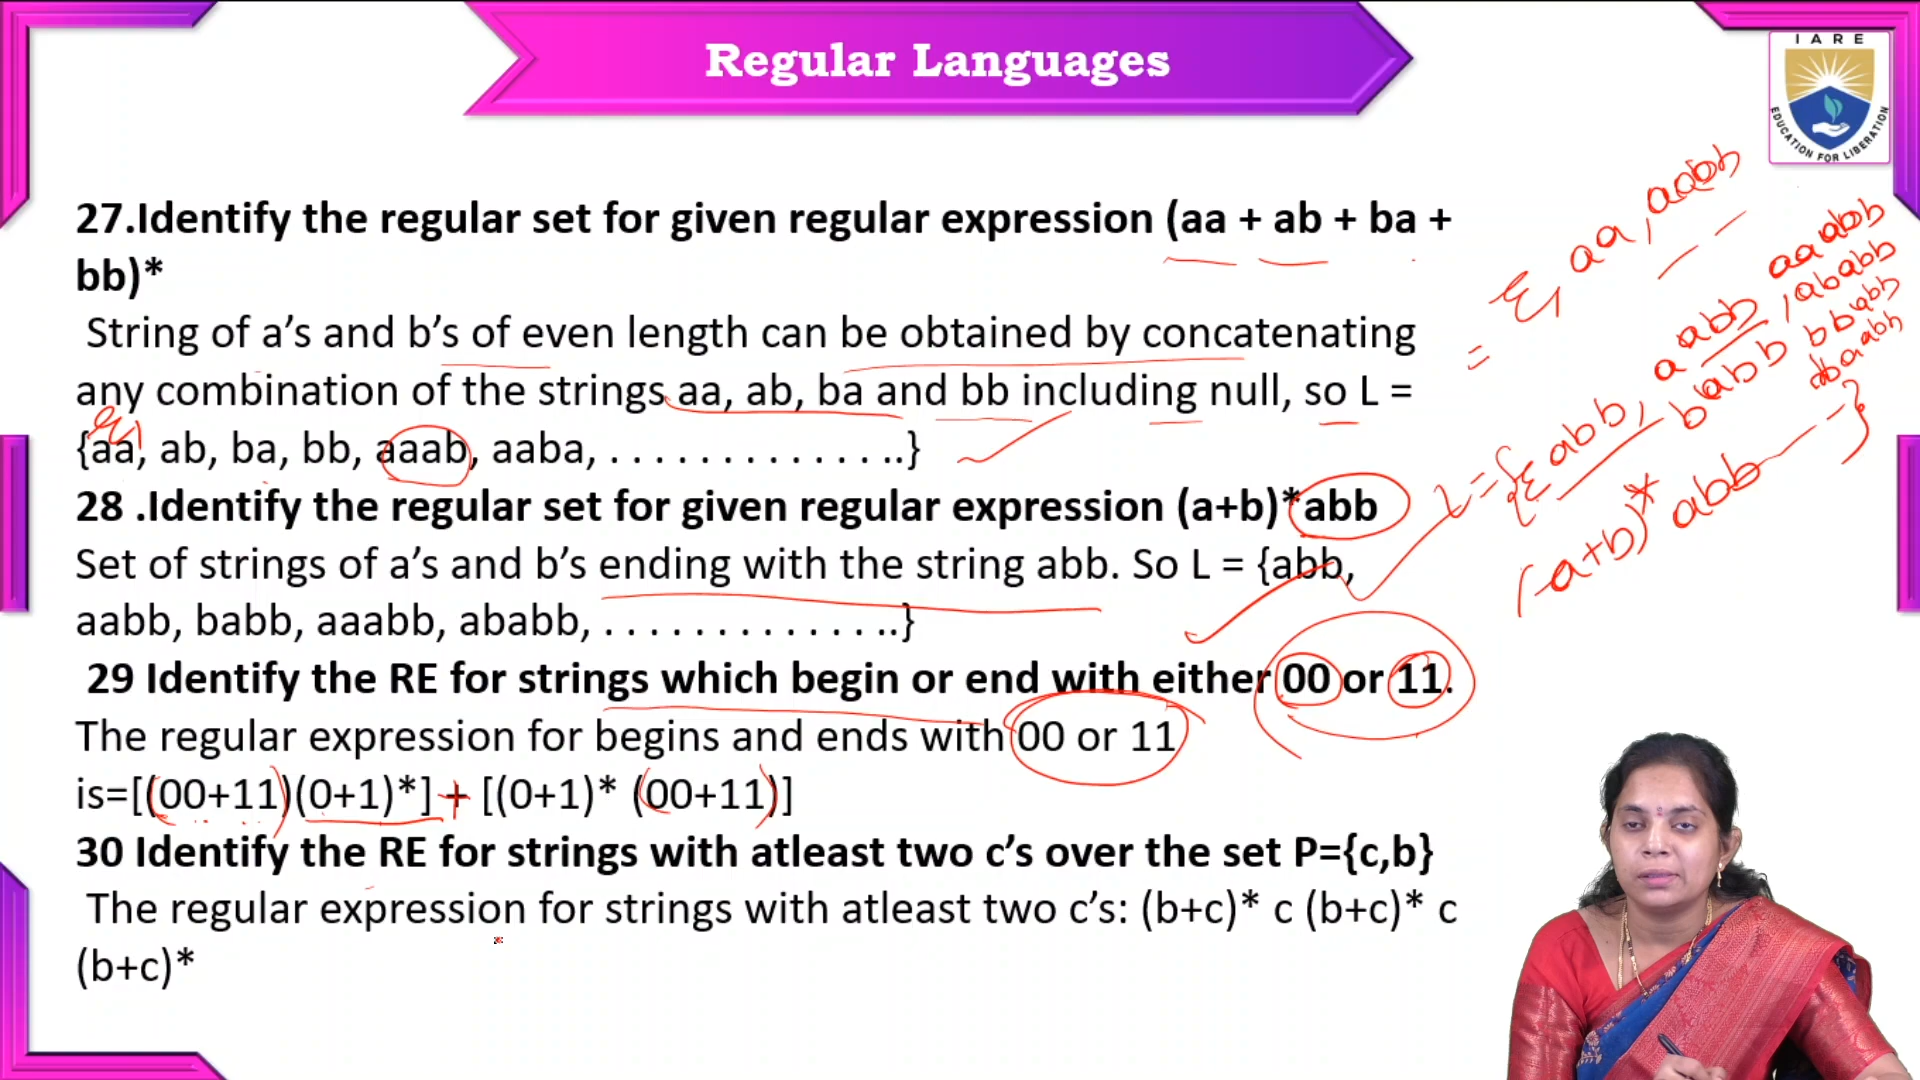 Regular Languages
IARE
EDUCATION FOR LIBERATION
27.Identify the regular set for given regular expression (aa + ab + ba +
bb)*
String of a’s and b’s of even length can be obtained by concatenating
any combination of the strings aa, ab, ba and bb including null, so L =
{aa, ab, ba, bb, aaab, aaba, . . . . . . . . . . . . . ..}
28 .Identify the regular set for given regular expression (a+b)*abb
Set of strings of a’s and b’s ending with the string abb. So L = {abb,
aabb, babb, aaabb, ababb, . . . . . . . . . . . . . ..}
29 Identify the RE for strings which begin or end with either 00 or 11.
The regular expression for begins and ends with 00 or 11
is=[(00+11)(0+1)*] + [(0+1)* (00+11)]
30 Identify the RE for strings with atleast two c’s over the set P={c,b}
The regular expression for strings with atleast two c’s: (b+c)* c (b+c)* c
(b+c)*
= ε, aa, aabb
L = {ε abb, aabb, aaabb
babb, ababb
bbabb
baabb
}
(a+b)* abb